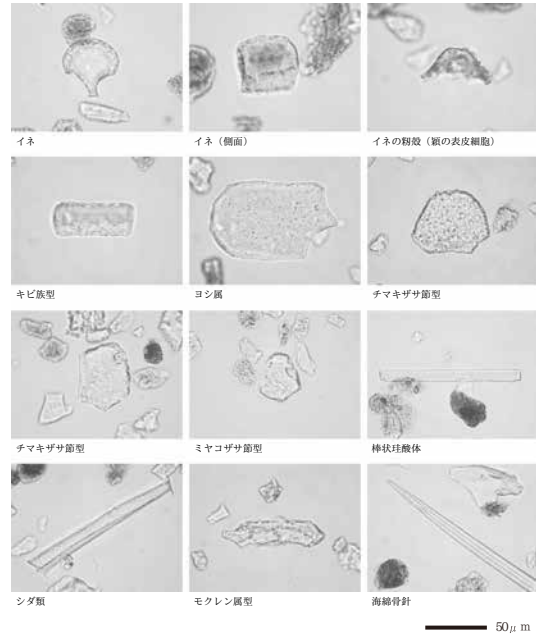 イネ
イネ（側面）
イネの籾殻（穎の表皮細胞）
キビ族型
ヨシ属
チマキザサ節型
チマキザサ節型
ミヤコザサ節型
棒状珪酸体
シダ類
モクレン属型
海綿骨針
50μm